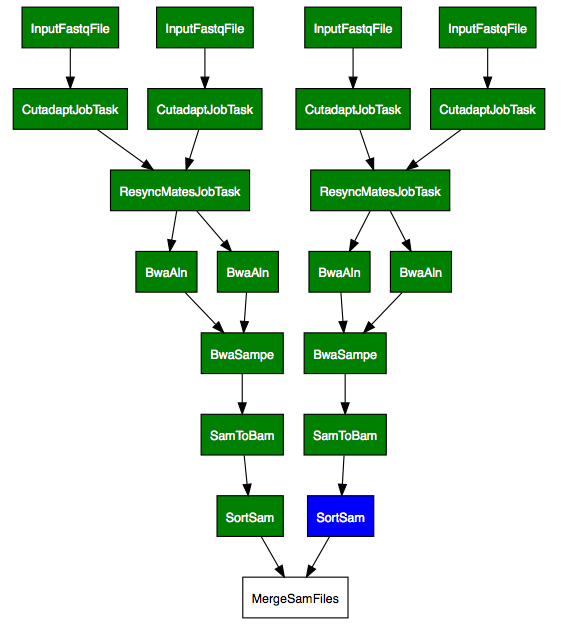 InputFastqFile
InputFastqFile
InputFastqFile
InputFastqFile
CutadaptJobTask
CutadaptJobTask
CutadaptJobTask
CutadaptJobTask
ResyncMatesJobTask
ResyncMatesJobTask
BwaAln
BwaAln
BwaAln
BwaAln
BwaSampe
BwaSampe
SamToBam
SamToBam
SortSam
SortSam
MergeSamFiles